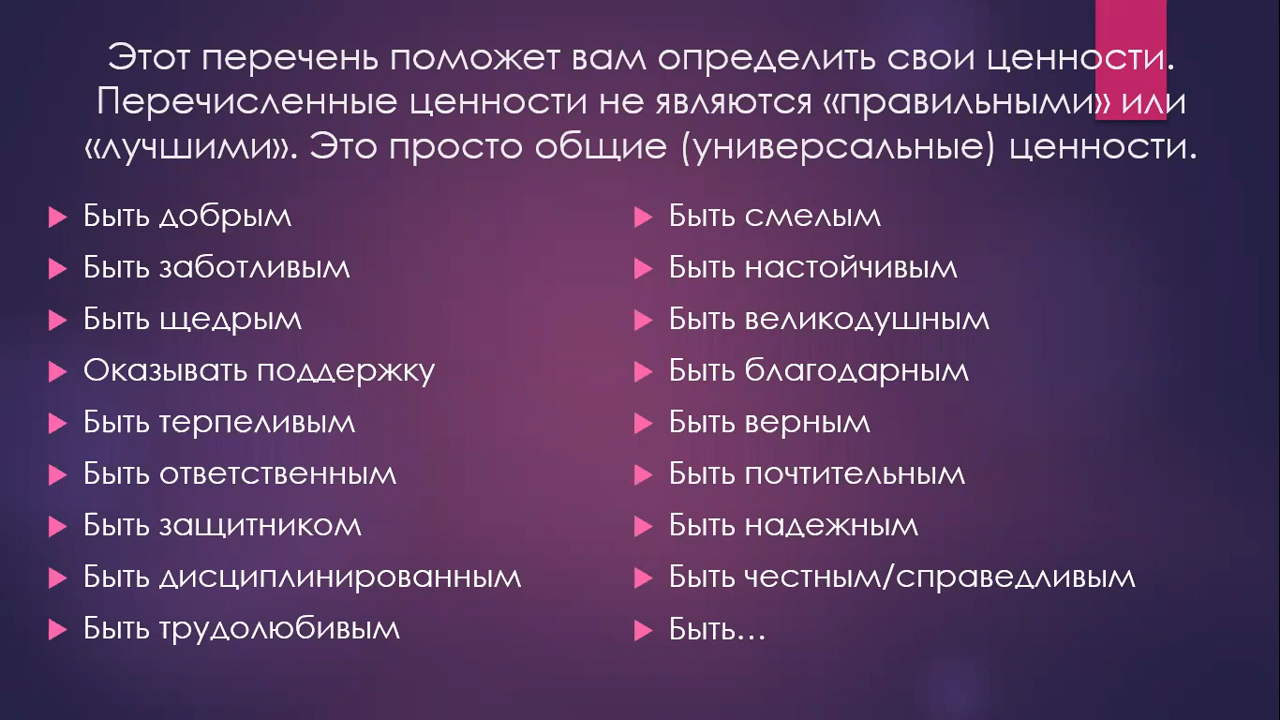 Этот перечень поможет вам определить свои ценности.
Перечисленные ценности не являются «правильными» или
«лучшими». Это просто общие (универсальные) ценности.
Быть добрым
Быть заботливым
Быть щедрым
Оказывать поддержку
Быть терпеливым
Быть ответственным
Быть защитником
Быть дисциплинированным
Быть трудолюбивым
Быть смелым
Быть настойчивым
Быть великодушным
Быть благодарным
Быть верным
Быть почтительным
Быть надежным
Быть честным/справедливым
Быть…